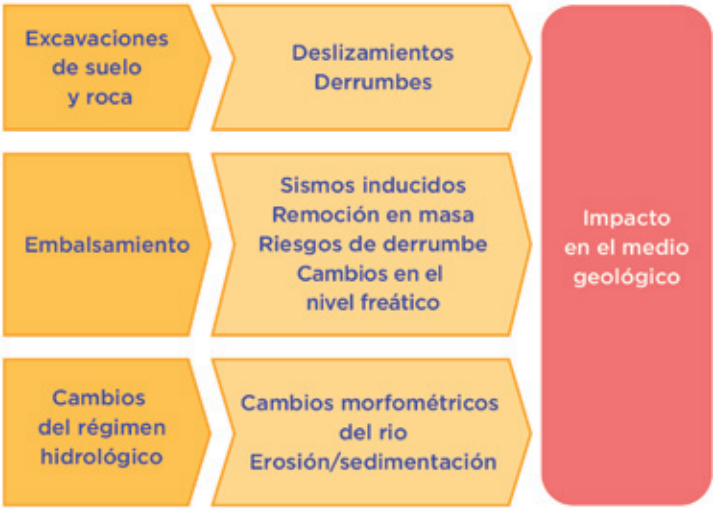 Excavaciones
de suelo
y roca
Deslizamientos
Derrumbes
Embalsamiento
Sismos inducidos
Remoción en masa
Riesgos de derrumbe
Cambios en el
nivel freático
Cambios
del régimen
hidrológico
Cambios morfométricos
del rio
Erosión/sedimentación
Impacto
en el medio
geológico